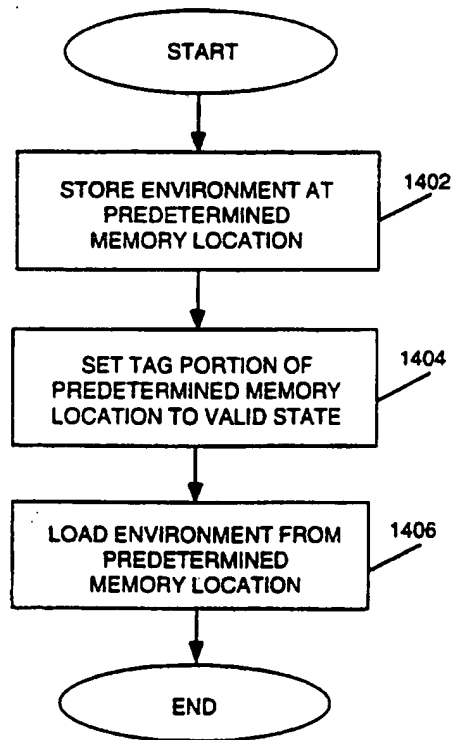 START
STORE ENVIRONMENT AT
PREDETERMINED
MEMORY LOCATION
1402
SET TAG PORTION OF
PREDETERMINED MEMORY
LOCATION TO VALID STATE
1404
LOAD ENVIRONMENT FROM
PREDETERMINED
MEMORY LOCATION
1406
END